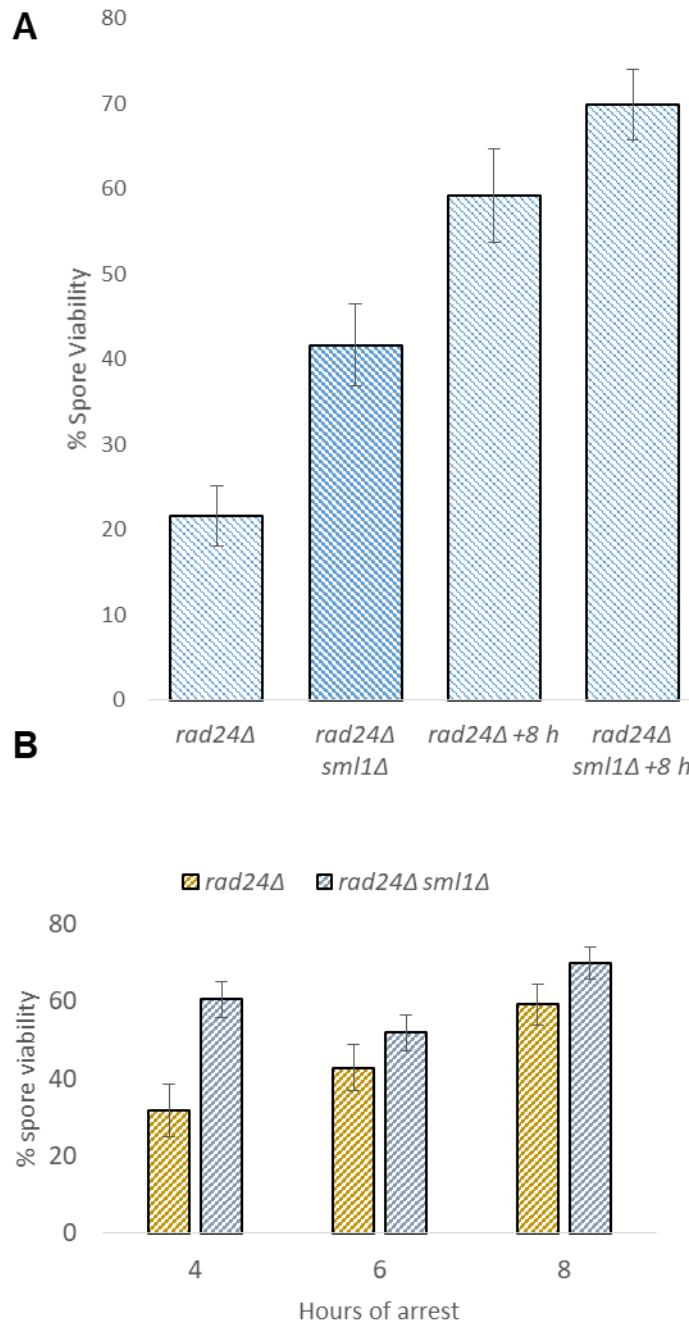 A
80
70
60
50
40
30
20
10
0
% Spore Viability
rad24Δ
rad24Δ
sml1Δ
rad24Δ +8 h
rad24Δ
sml1Δ +8 h
B
rad24Δ
rad24Δ sml1Δ
80
60
40
20
0
% spore viability
4
6
8
Hours of arrest